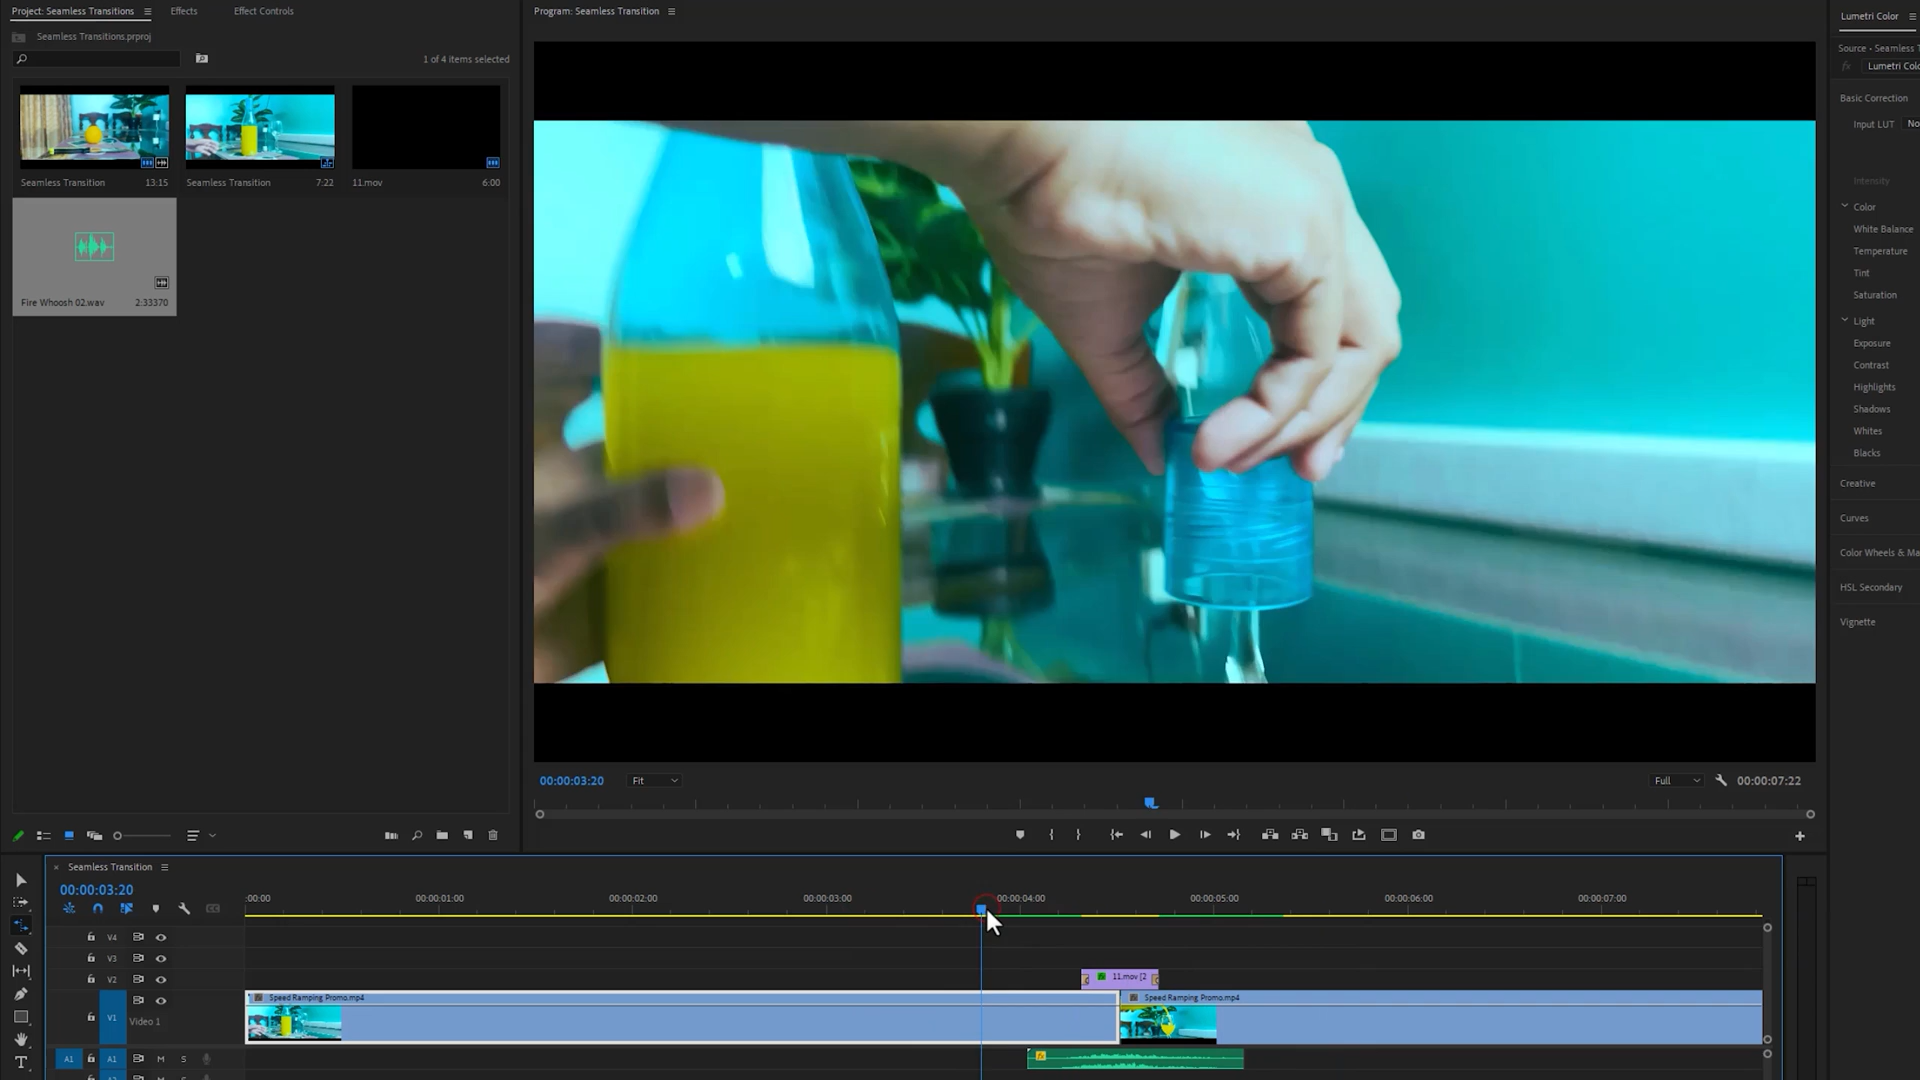 Project: Seamless Transitions
Effects
Effect Controls
Seamless Transitions.prproj
1 of 4 items selected
Seamless Transition 13:15
Seamless Transition 7:22
11.mov 6:00
Fire Whoosh 02.wav 2:33370
Program: Seamless Transition
00:00:03:20
Fit
Full
00:00:07:22
Lumetri Color
Source • Seamless T
fx Lumetri Colo
Basic Correction
Input LUT No
Intensity
Color
White Balance
Temperature
Tint
Saturation
Light
Exposure
Contrast
Highlights
Shadows
Whites
Blacks
Creative
Curves
Color Wheels & Ma
HSL Secondary
Vignette
× Seamless Transition
00:00:03:20
:00:00
00:00:01:00
00:00:02:00
00:00:03:00
00:00:04:00
00:00:05:00
00:00:06:00
00:00:07:00
V4
V3
V2
11.mov [2
Speed Ramping Promo.mp4
Speed Ramping Promo.mp4
V1 Video 1
A1 A1 M S